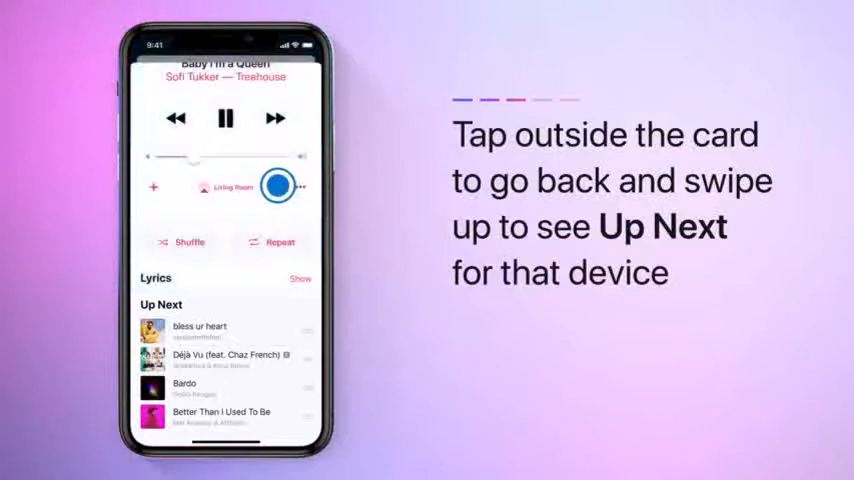 9:41
Baby I'm a Queen
Sofi Tukker — Treehouse
Living Room
Shuffle
Repeat
Lyrics
Show
Up Next
bless ur heart
Déjà Vu (feat. Chaz French)
Bardo
Better Than I Used To Be
Tap outside the card
to go back and swipe
up to see Up Next
for that device